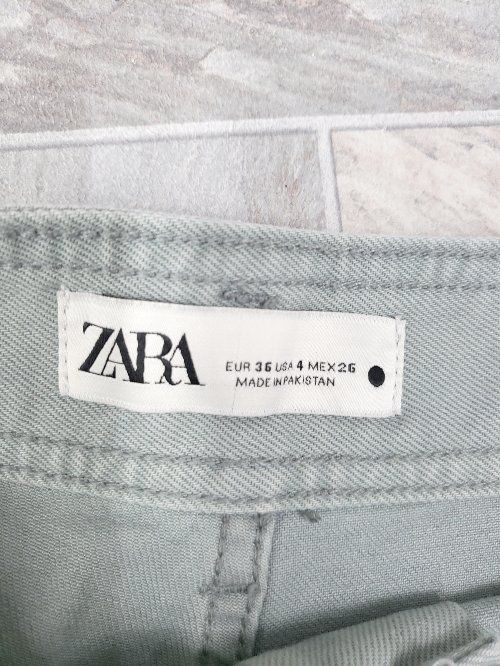 ZARA
EUR 36 USA 4 MEX 26
MADE IN PAKISTAN